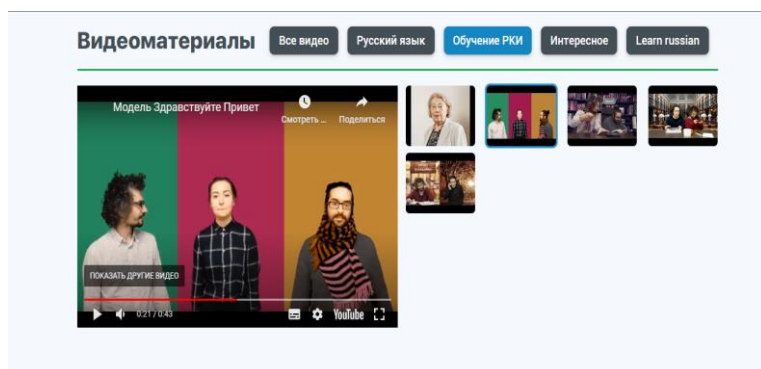 Видеоматериалы
Все видео
Русский язык
Обучение РКИ
Интересное
Learn russian
Модель Здравствуйте Привет
Смотреть ...
Поделиться
ПОКАЗАТЬ ДРУГИЕ ВИДЕО
0:21 / 0:43
YouTube